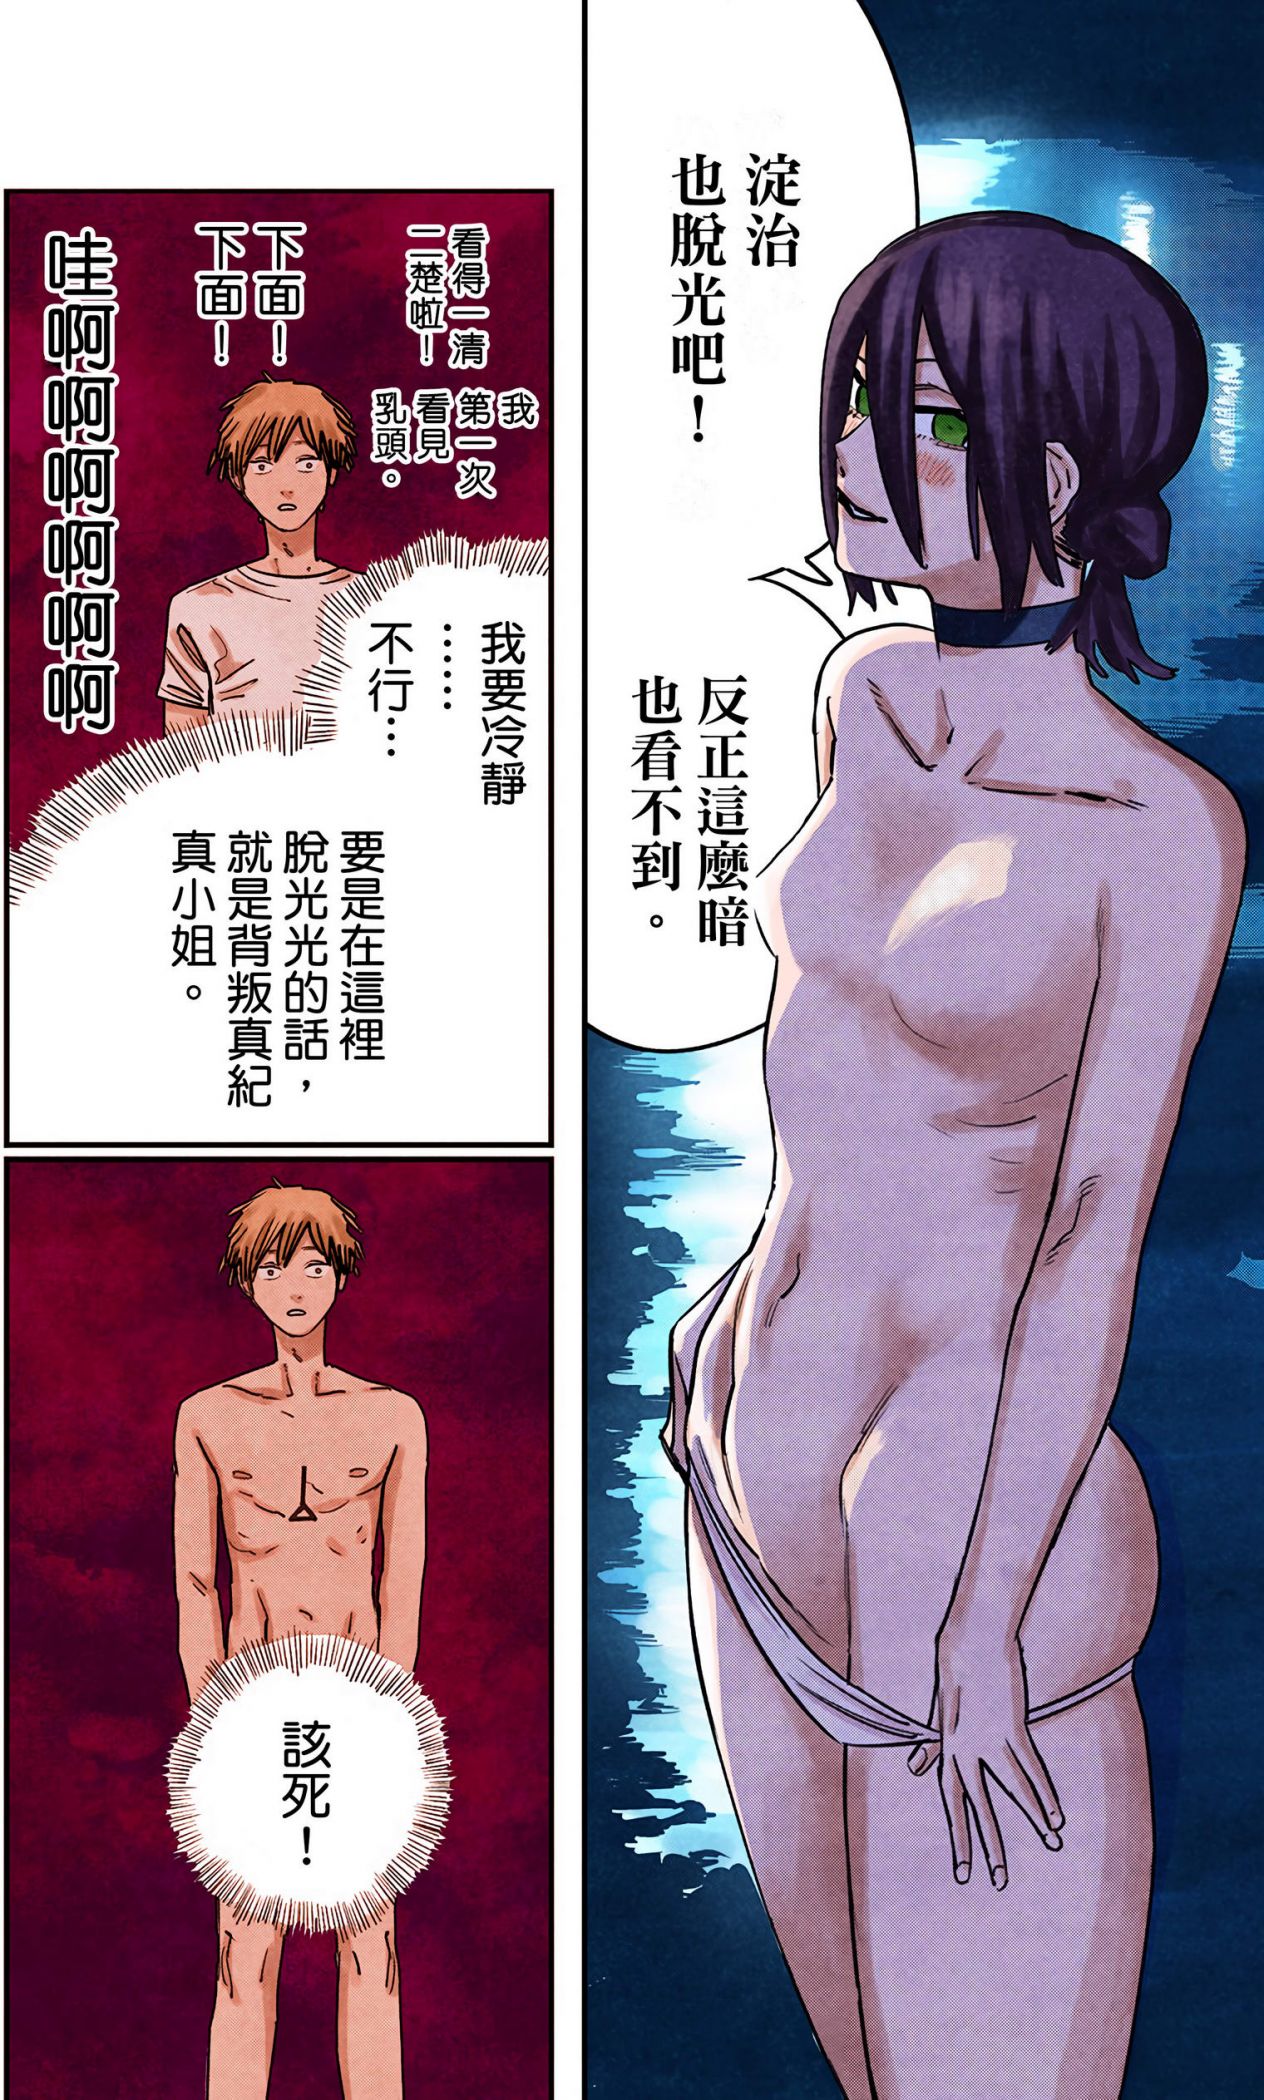 淀治
也脫光吧！
反正這麼暗
也看不到。
我
第一次
看見
乳頭。
看得一清
二楚啦！
下面！
下面！
哇啊啊啊啊啊啊
我要冷靜
……
不行…
要是在這裡
脫光光的話，
就是背叛真紀
真小姐。
該死！